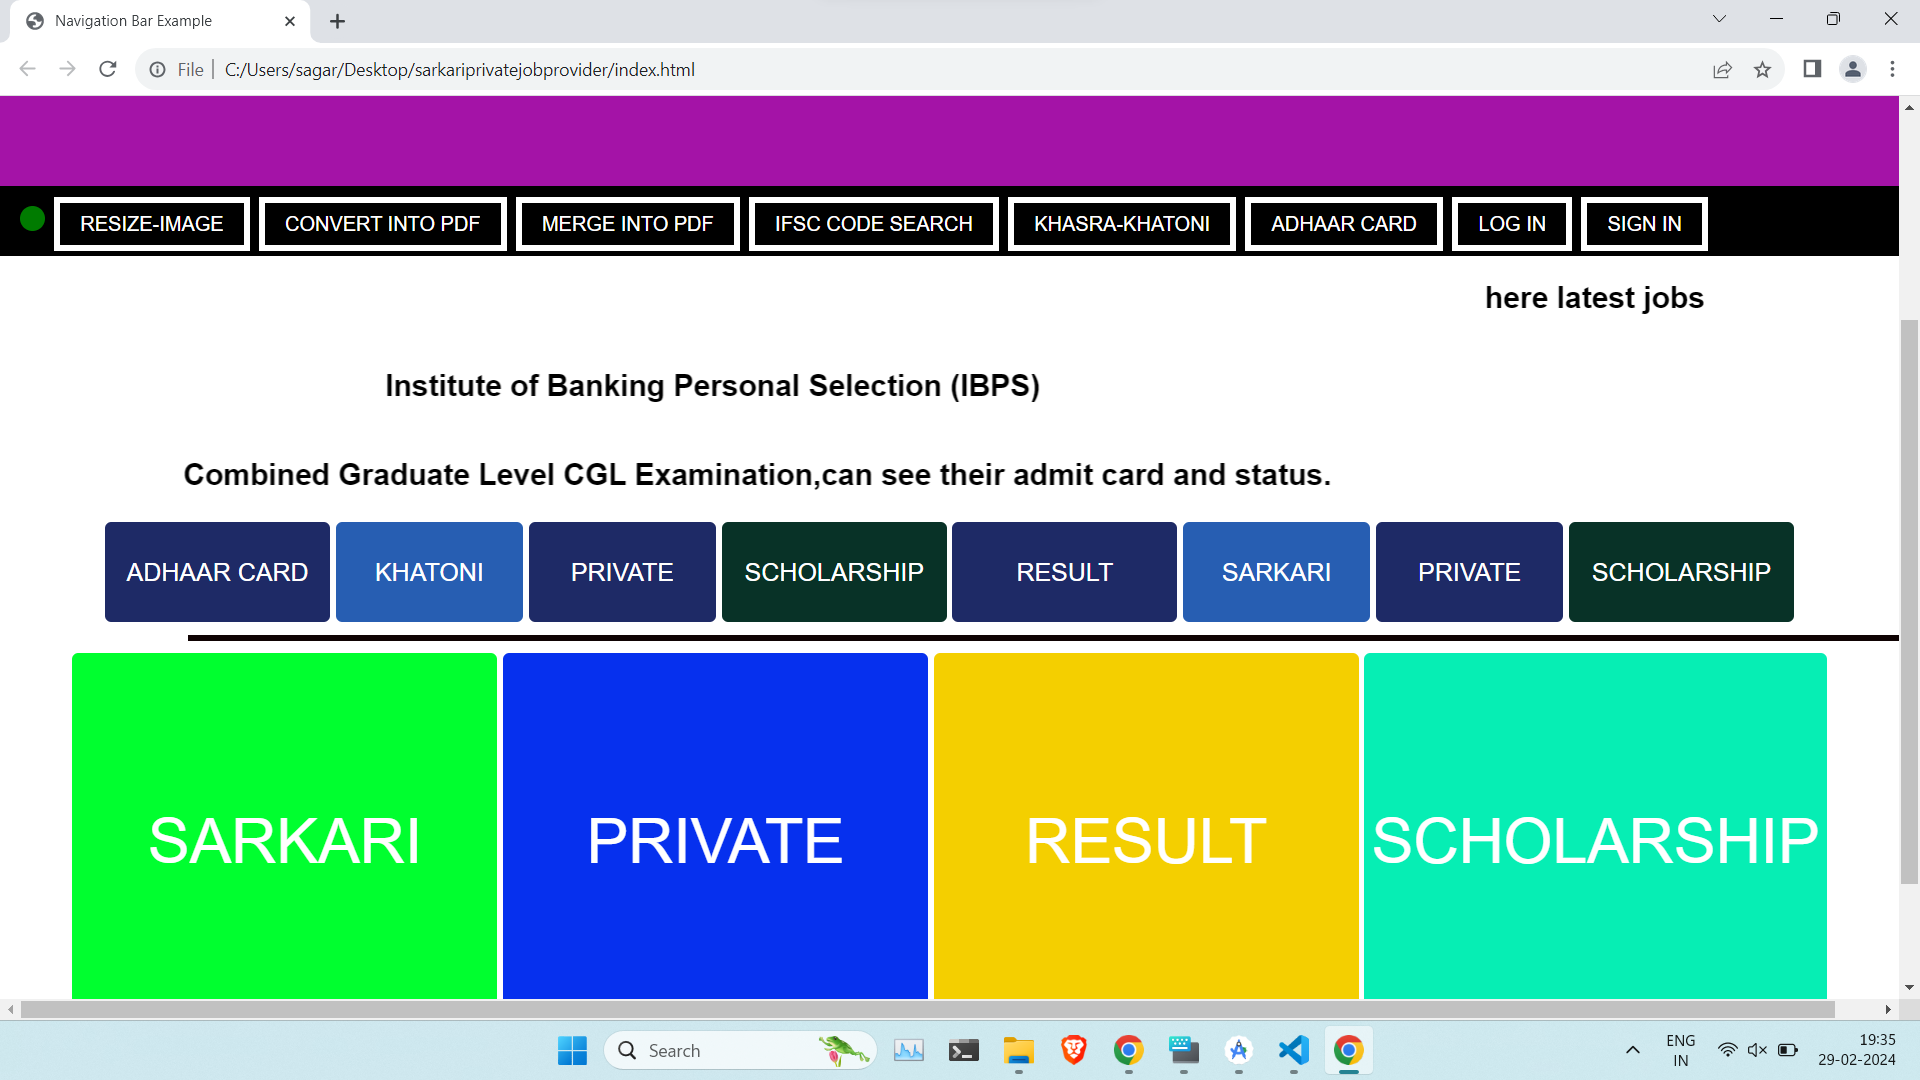 Navigation Bar Example
File
C:/Users/sagar/Desktop/sarkariprivatejobprovider/index.html
RESIZE-IMAGE CONVERT INTO PDF MERGE INTO PDF IFSC CODE SEARCH KHASRA-KHATONI ADHAAR CARD LOG IN SIGN IN
here latest jobs
Institute of Banking Personal Selection (IBPS)
Combined Graduate Level CGL Examination,can see their admit card and status.
ADHAAR CARD KHATONI PRIVATE SCHOLARSHIP RESULT SARKARI PRIVATE SCHOLARSHIP
SARKARI PRIVATE RESULT SCHOLARSHIP
Search
ENG
IN
19:35
29-02-2024